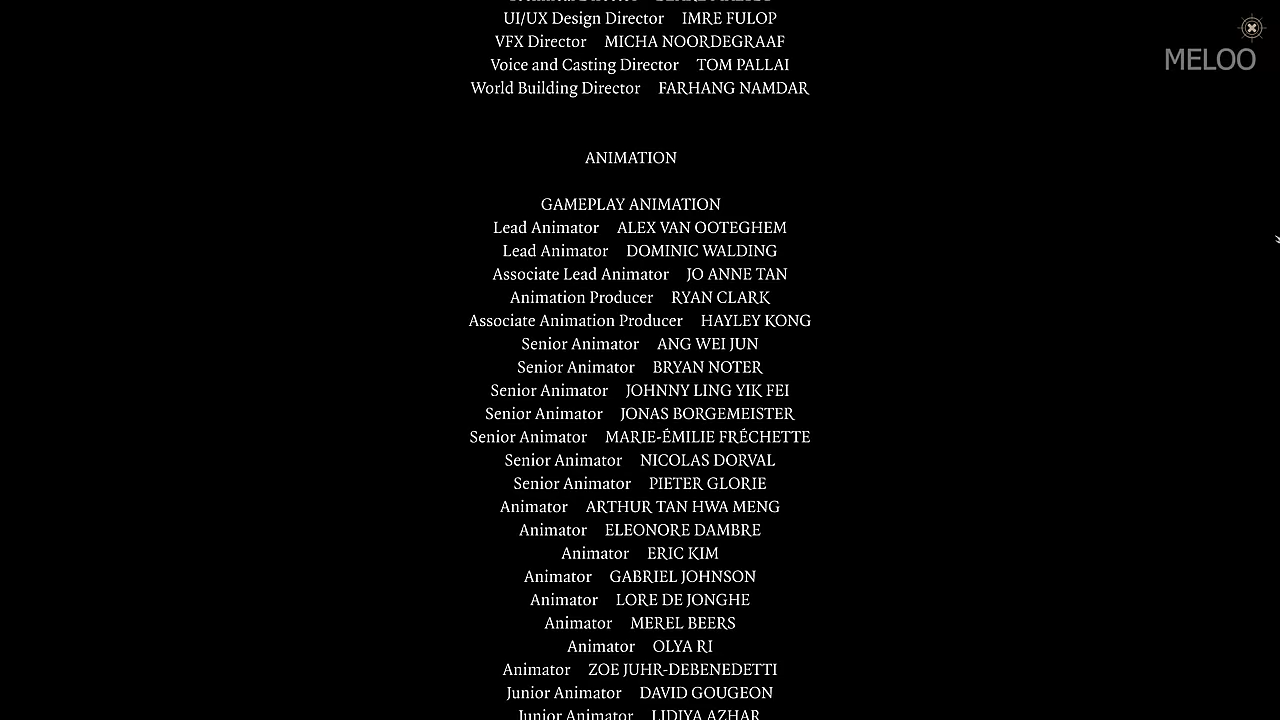 UI/UX Design Director IMRE FULOP
MELOO
VFX Director MICHA NOORDEGRAAF
Voice and Casting Director TOM PALLAI
World Building Director FARHANG NAMDAR
ANIMATION
GAMEPLAY ANIMATION
Lead Animator ALEX VAN OOTEGHEM
Lead Animator DOMINIC WALDING
Associate Lead Animator JO ANNE TAN
Animation Producer RYAN CLARK
Associate Animation Producer HAYLEY KONG
Senior Animator ANG WEI JUN
Senior Animator BRYAN NOTER
Senior Animator JOHNNY LING YIK FEI
Senior Animator JONAS BORGEMEISTER
Senior Animator MARIE-ÉMILIE FRÉCHETTE
Senior Animator NICOLAS DORVAL
Senior Animator PIETER GLORIE
Animator ARTHUR TAN HWA MENG
Animator ELEONORE DAMBRE
Animator ERIC KIM
Animator GABRIEL JOHNSON
Animator LORE DE JONGHE
Animator MEREL BEERS
Animator OLYA RI
Animator ZOE JUHR-DEBENEDETTI
Junior Animator DAVID GOUGEON
Junior Animator LIDIYA AZHAR